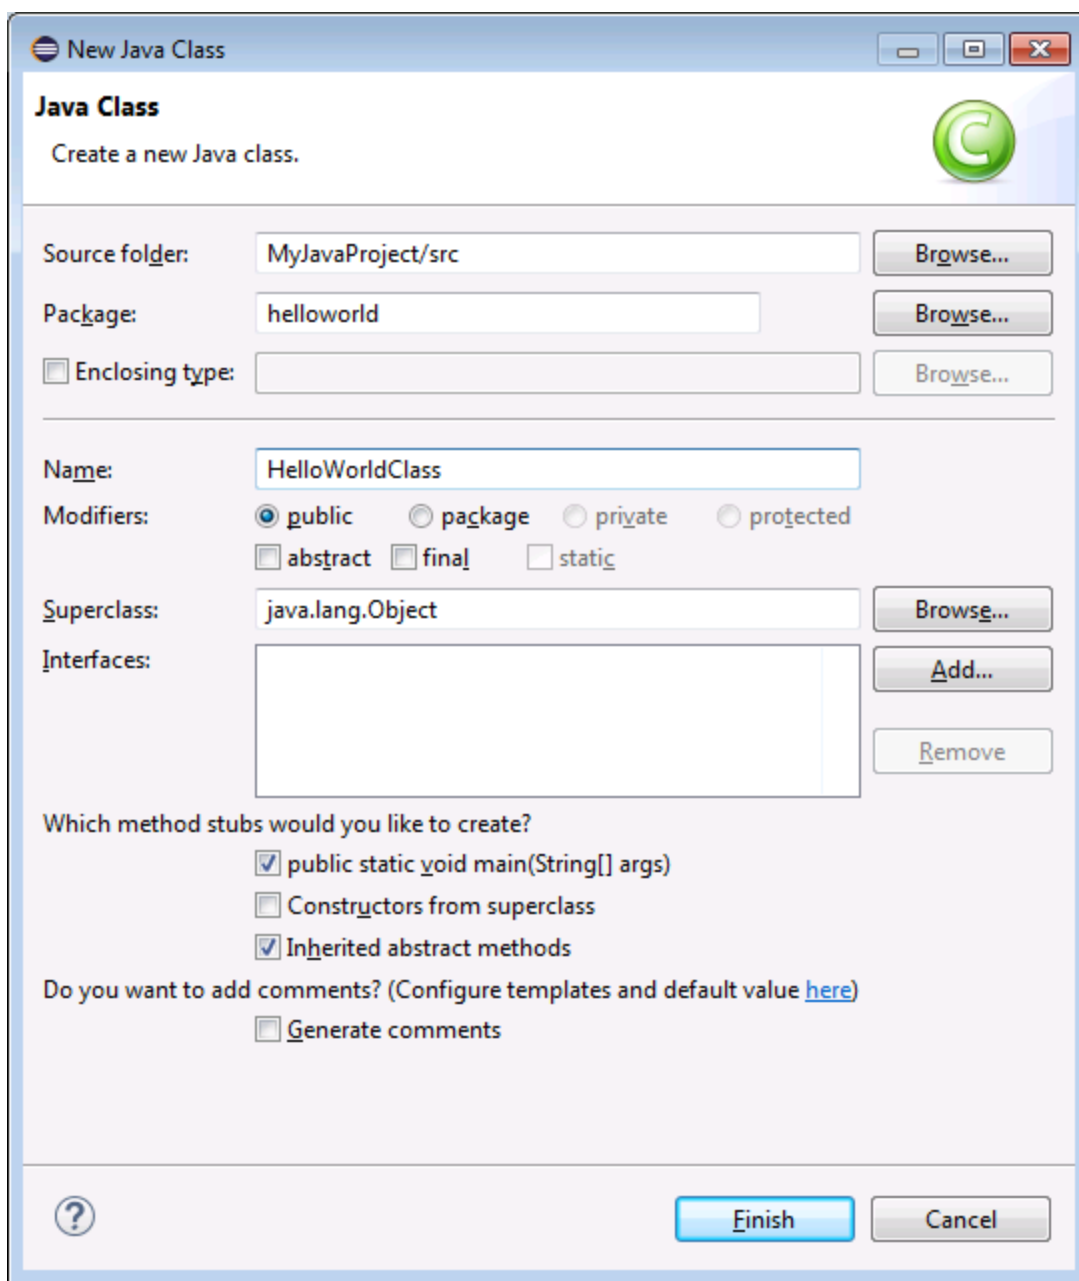 New Java Class
Java Class
Create a new Java class.
Source folder: MyJavaProject/src Browse...
Package: helloworld Browse...
Enclosing type: Browse...
Name: HelloWorldClass
Modifiers: public package private protected
abstract final static
Superclass: java.lang.Object Browse...
Interfaces: Add...
Remove
Which method stubs would you like to create?
public static void main(String[] args)
Constructors from superclass
Inherited abstract methods
Do you want to add comments? (Configure templates and default value here)
Generate comments
? Finish Cancel